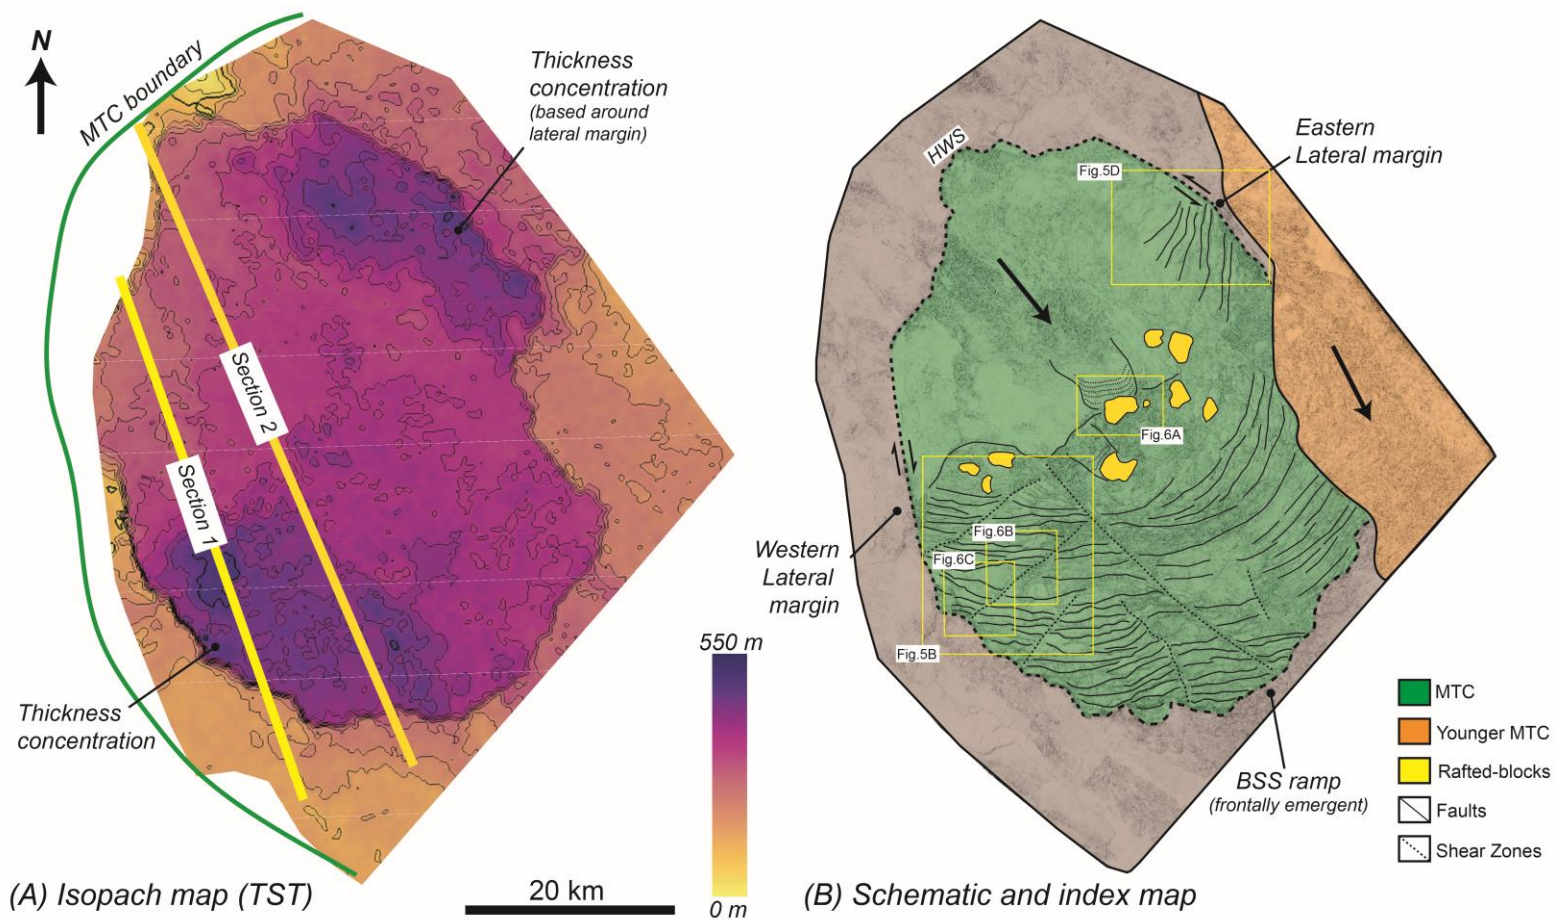 N
MTC boundary
Thickness
concentration
(based around
lateral margin)
Section 2
Section 1
Thickness
concentration
550 m
0 m
20 km
(A) Isopach map (TST)
HWS
Fig.5D
Eastern
Lateral margin
Fig.6A
Western
Lateral
margin
Fig.6B
Fig.6C
Fig.5B
BSS ramp
(frontally emergent)
MTC
Younger MTC
Rafted-blocks
Faults
Shear Zones
(B) Schematic and index map